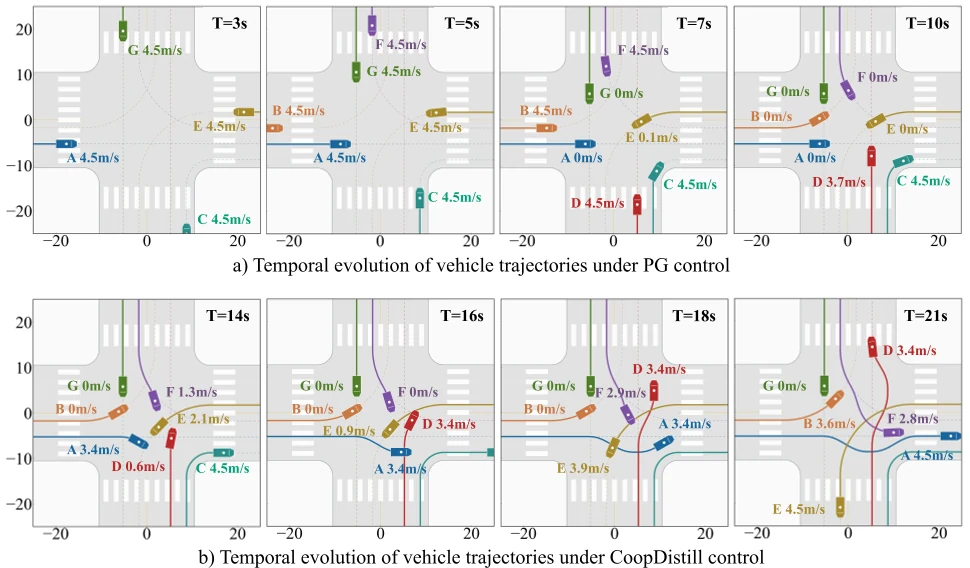 T=3s T=5s T=7s T=10s
20
10
0
−10
−20
G 4.5m/s
E 4.5m/s
A 4.5m/s
C 4.5m/s
F 4.5m/s
G 4.5m/s
B 4.5m/s
E 4.5m/s
A 4.5m/s
C 4.5m/s
F 4.5m/s
G 0m/s
B 4.5m/s
E 0.1m/s
A 0m/s
C 4.5m/s
D 4.5m/s
F 0m/s
G 0m/s
B 0m/s
E 0m/s
A 0m/s
D 3.7m/s
C 4.5m/s
−20 0 20 −20 0 20 −20 0 20 −20 0 20
a) Temporal evolution of vehicle trajectories under PG control
T=14s T=16s T=18s T=21s
20
10
0
−10
−20
G 0m/s
F 1.3m/s
B 0m/s
E 2.1m/s
A 3.4m/s
D 0.6m/s
C 4.5m/s
G 0m/s
F 0m/s
B 0m/s
D 3.4m/s
E 0.9m/s
A 3.4m/s
D 3.4m/s
G 0m/s
F 2.9m/s
B 0m/s
A 3.4m/s
E 3.9m/s
D 3.4m/s
G 0m/s
B 3.6m/s
F 2.8m/s
A 4.5m/s
E 4.5m/s
−20 0 20 −20 0 20 −20 0 20 −20 0 20
b) Temporal evolution of vehicle trajectories under CoopDistill control